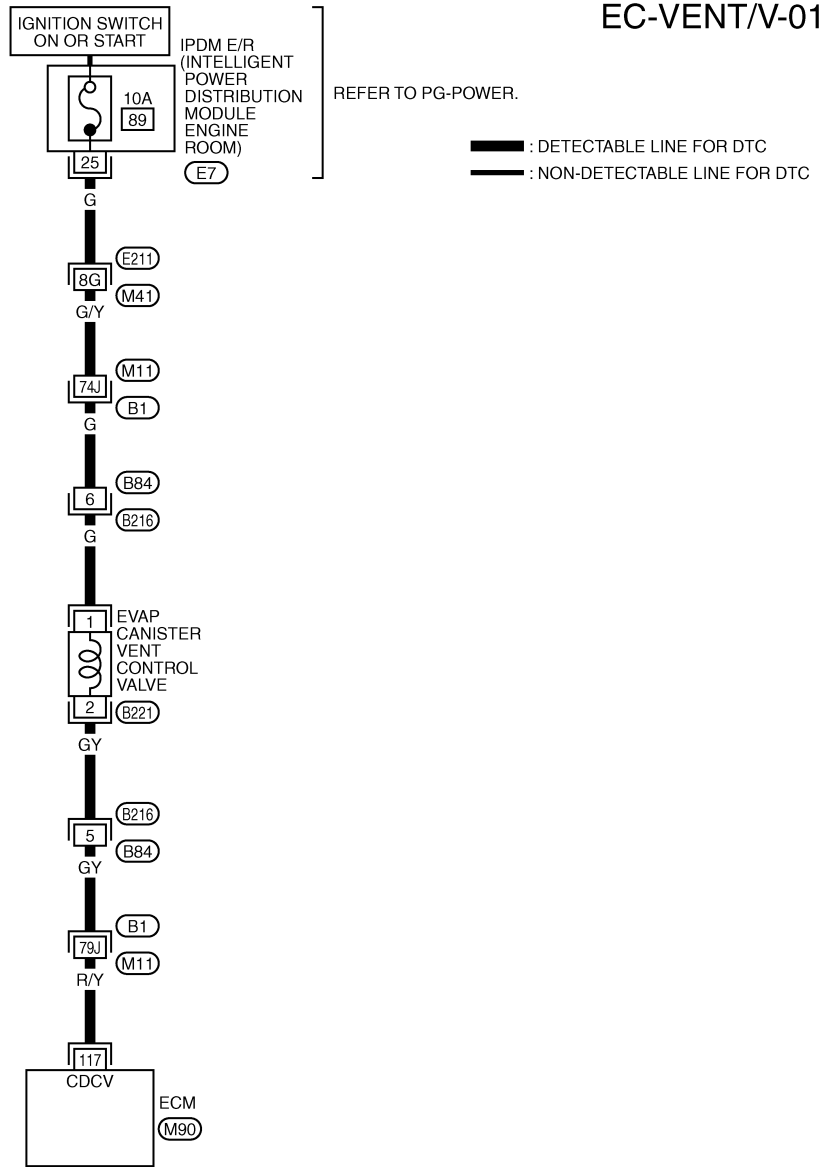 EC-VENT/V-01
IGNITION SWITCH
ON OR START
IPDM E/R
(INTELLIGENT
POWER
DISTRIBUTION
MODULE
ENGINE
ROOM)
10A
89
REFER TO PG-POWER.
: DETECTABLE LINE FOR DTC
: NON-DETECTABLE LINE FOR DTC
25
E7
G
E211
8G
M41
G/Y
M11
74J
B1
G
B84
6
B216
G
1
EVAP
CANISTER
VENT
CONTROL
VALVE
2
B221
GY
B216
5
B84
GY
B1
79J
M11
R/Y
117
CDCV
ECM
M90